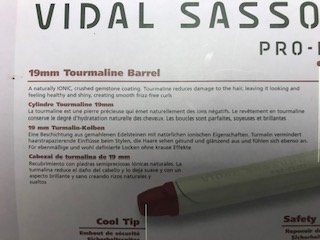 VIDAL SASSO
PRO-
19mm Tourmaline Barrel
A naturally IONIC, crushed gemstone coating. Tourmaline reduces damage to the hair, leaving it looking and
feeling healthy and shiny, creating smooth frizz-free curls
Cylindre Tourmaline 19mm
La tourmaline est une pierre précieuse qui émet naturellement des ions négatifs. Le revêtement en tourmaline
conserve le degré d'hydratation naturelle des cheveux. Les boucles sont parfaites, soyeuses et brillantes
19 mm Turmalin-Kolben
Eine Beschichtung aus gemahlenen Edelsteinen mit natürlichen ionischen Eigenschaften. Turmalin vermindert
haarstrapazierende Einflüsse beim Stylen, die Haare sehen gesund und glänzend aus und fühlen sich ebenso an.
Für ebenmäßige und wohl definierte Locken ohne Krause Effekte
Cabezal de turmalina de 19 mm
Recubrimiento con piedras semipreciosas iónicas naturales. La
turmalina reduce el daño del cabello y lo deja suave y con un
aspecto brillante y sano creando rizos naturales y
sueltos
Cool Tip
Embout de sécurité
Safety